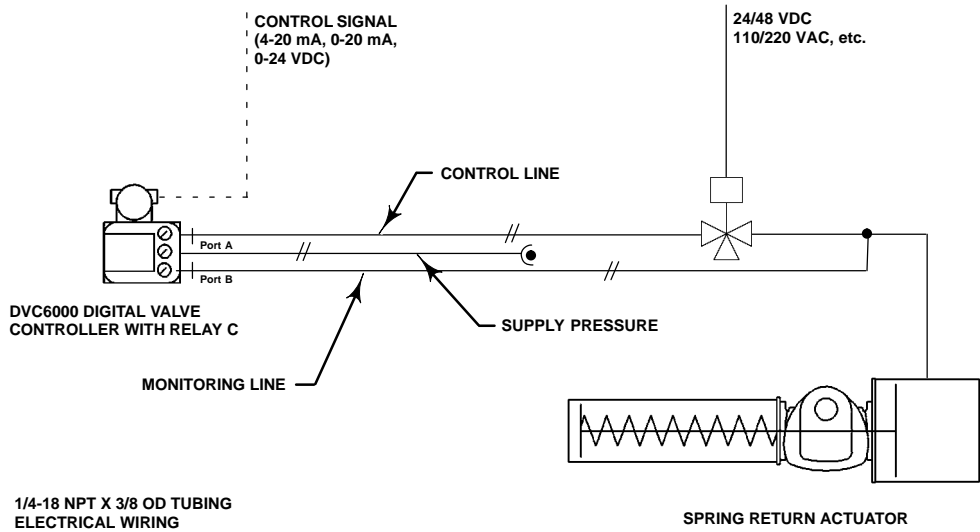 CONTROL SIGNAL
(4-20 mA, 0-20 mA,
0-24 VDC)
24/48 VDC
110/220 VAC, etc.
CONTROL LINE
Port A
Port B
DVC6000 DIGITAL VALVE
CONTROLLER WITH RELAY C
SUPPLY PRESSURE
MONITORING LINE
1/4-18 NPT X 3/8 OD TUBING
ELECTRICAL WIRING
SPRING RETURN ACTUATOR